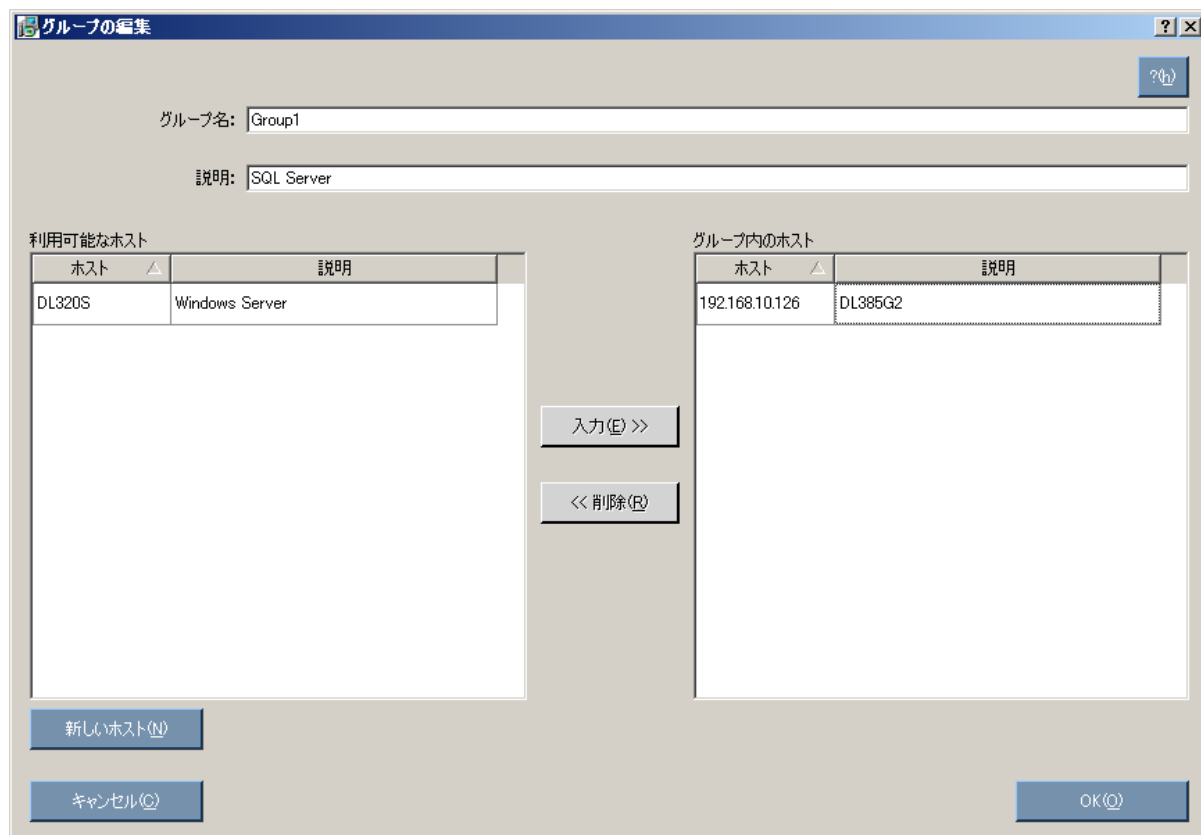 グループの編集
?(h)
グループ名: Group1
説明: SQL Server
利用可能なホスト
ホスト 説明
DL320S Windows Server
グループ内のホスト
ホスト 説明
192.168.10.126 DL385G2
入力(E) >>
<< 削除(R)
新しいホスト(N)
キャンセル(C)
OK(O)